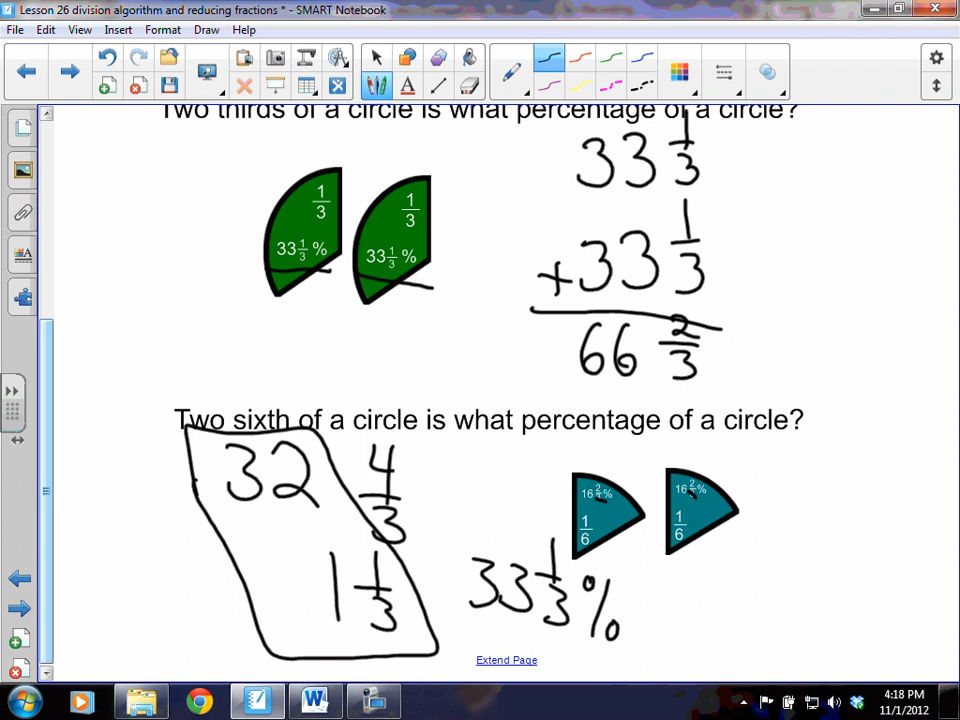 Lesson 26 division algorithm and reducing fractions * - SMART Notebook
File Edit View Insert Format Draw Help
Two thirds of a circle is what percentage of a circle?
33 1/3
1/3 1/3
33 1/3 % 33 1/3 %
+33 1/3
66 2/3
Two sixth of a circle is what percentage of a circle?
32 4/3
16 2/3% 16 2/3%
1/6 1/6
1 1/3
33 1/3 %
Extend Page
4:18 PM
11/1/2012